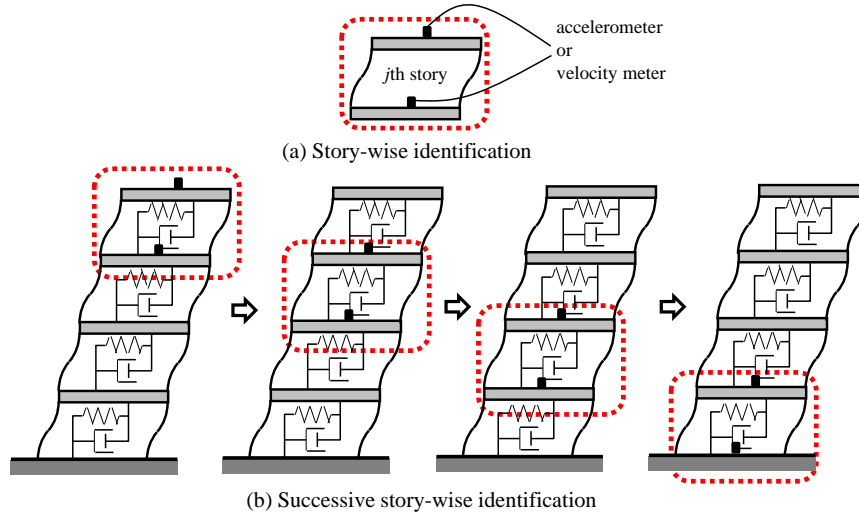 accelerometer
or
velocity meter
jth story
(a) Story-wise identification
(b) Successive story-wise identification